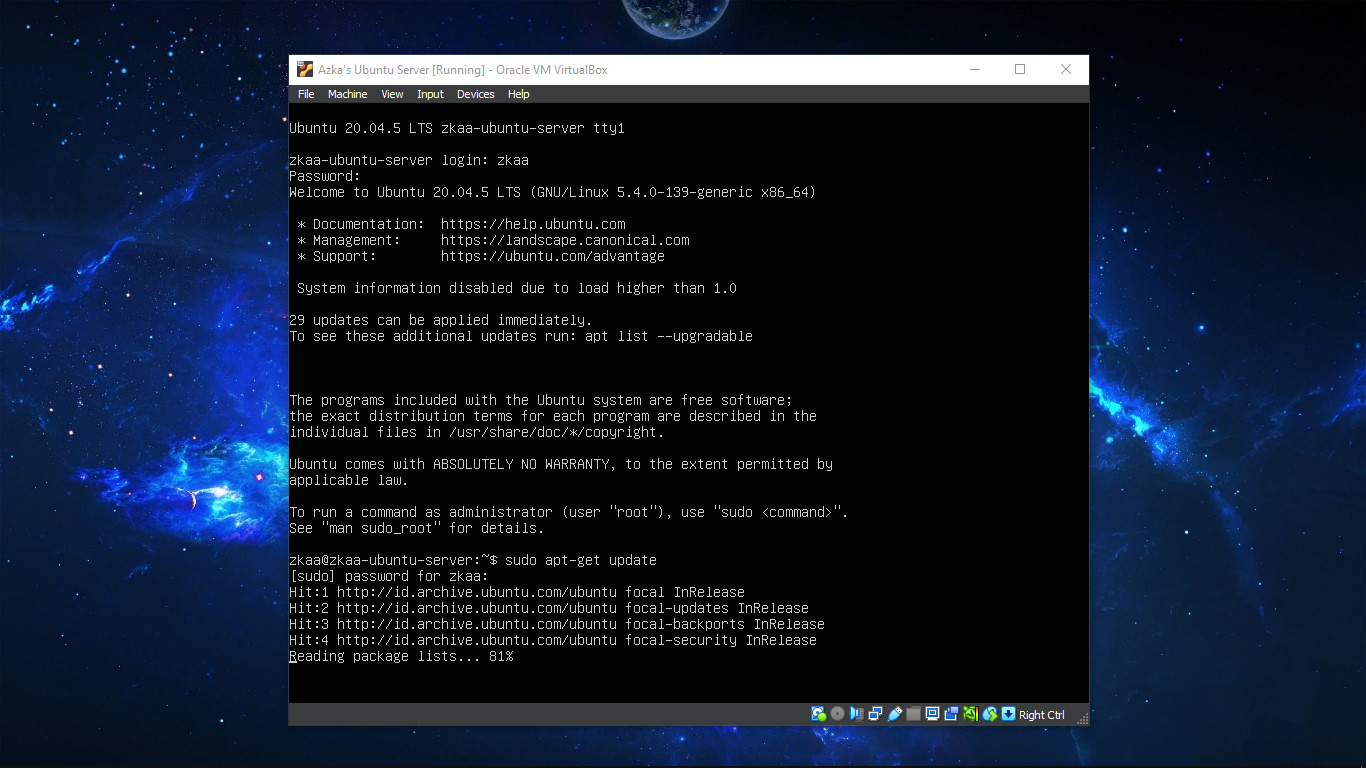 Azka's Ubuntu Server [Running] - Oracle VM VirtualBox
File Machine View Input Devices Help
Ubuntu 20.04.5 LTS zkaa-ubuntu-server tty1
zkaa-ubuntu-server login: zkaa
Password:
Welcome to Ubuntu 20.04.5 LTS (GNU/Linux 5.4.0-139-generic x86_64)
* Documentation: https://help.ubuntu.com
* Management: https://landscape.canonical.com
* Support: https://ubuntu.com/advantage
System information disabled due to load higher than 1.0
29 updates can be applied immediately.
To see these additional updates run: apt list --upgradable
The programs included with the Ubuntu system are free software;
the exact distribution terms for each program are described in the
individual files in /usr/share/doc/*/copyright.
Ubuntu comes with ABSOLUTELY NO WARRANTY, to the extent permitted by
applicable law.
To run a command as administrator (user "root"), use "sudo <command>".
See "man sudo_root" for details.
zkaa@zkaa-ubuntu-server:~$ sudo apt-get update
[sudo] password for zkaa:
Hit:1 http://id.archive.ubuntu.com/ubuntu focal InRelease
Hit:2 http://id.archive.ubuntu.com/ubuntu focal-updates InRelease
Hit:3 http://id.archive.ubuntu.com/ubuntu focal-backports InRelease
Hit:4 http://id.archive.ubuntu.com/ubuntu focal-security InRelease
Reading package lists... 81%
Right Ctrl